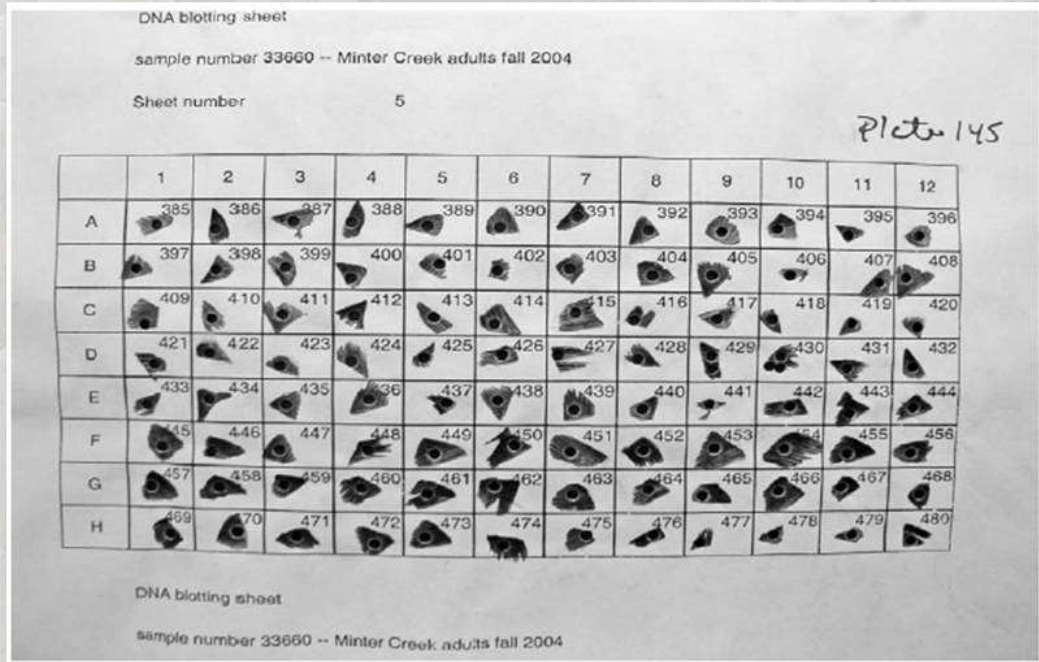 DNA blotting sheet
sample number 33660 -- Minter Creek adults fall 2004
Sheet number 5
Plate 145
1 2 3 4 5 6 7 8 9 10 11 12
A 385 386 387 388 389 390 391 392 393 394 395 396
B 397 398 399 400 401 402 403 404 405 406 407 408
C 409 410 411 412 413 414 415 416 417 418 419 420
D 421 422 423 424 425 426 427 428 429 430 431 432
E 433 434 435 436 437 438 439 440 441 442 443 444
F 445 446 447 448 449 450 451 452 453 454 455 456
G 457 458 459 460 461 462 463 464 465 466 467 468
H 469 470 471 472 473 474 475 476 477 478 479 480
DNA blotting sheet
sample number 33660 -- Minter Creek adults fall 2004